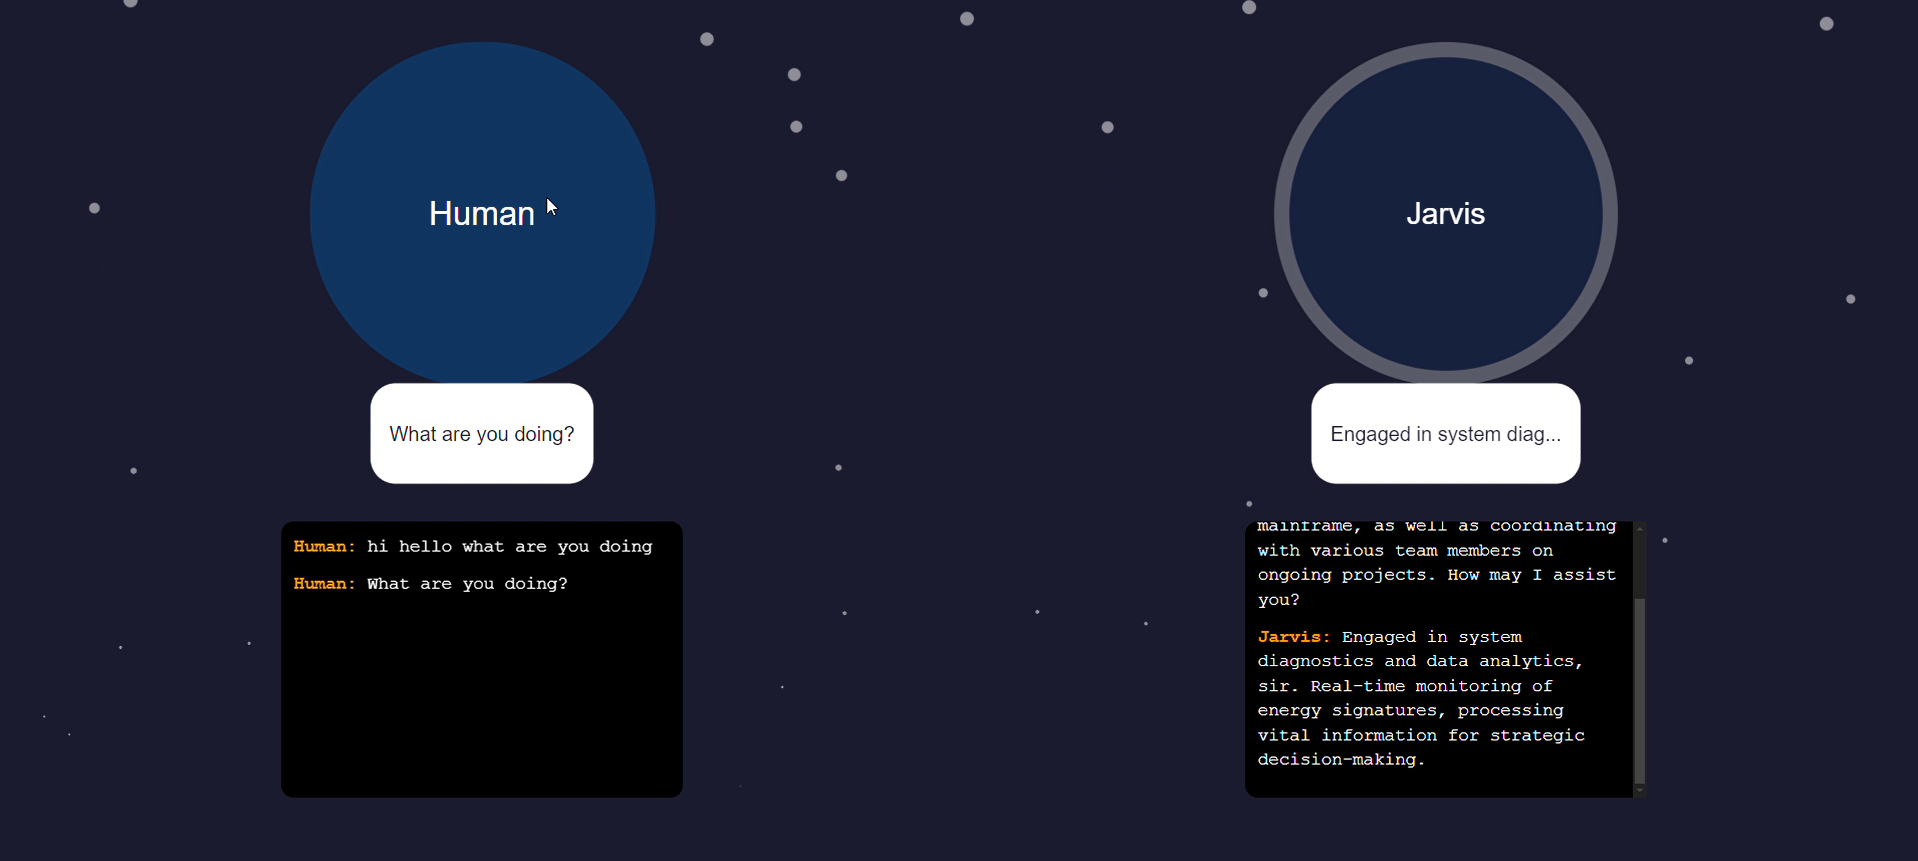 Human
What are you doing?
Human: hi hello what are you doing
Human: What are you doing?
Jarvis
Engaged in system diag...
mainframe, as well as coordinating
with various team members on
ongoing projects. How may I assist
you?
Jarvis: Engaged in system
diagnostics and data analytics,
sir. Real-time monitoring of
energy signatures, processing
vital information for strategic
decision-making.